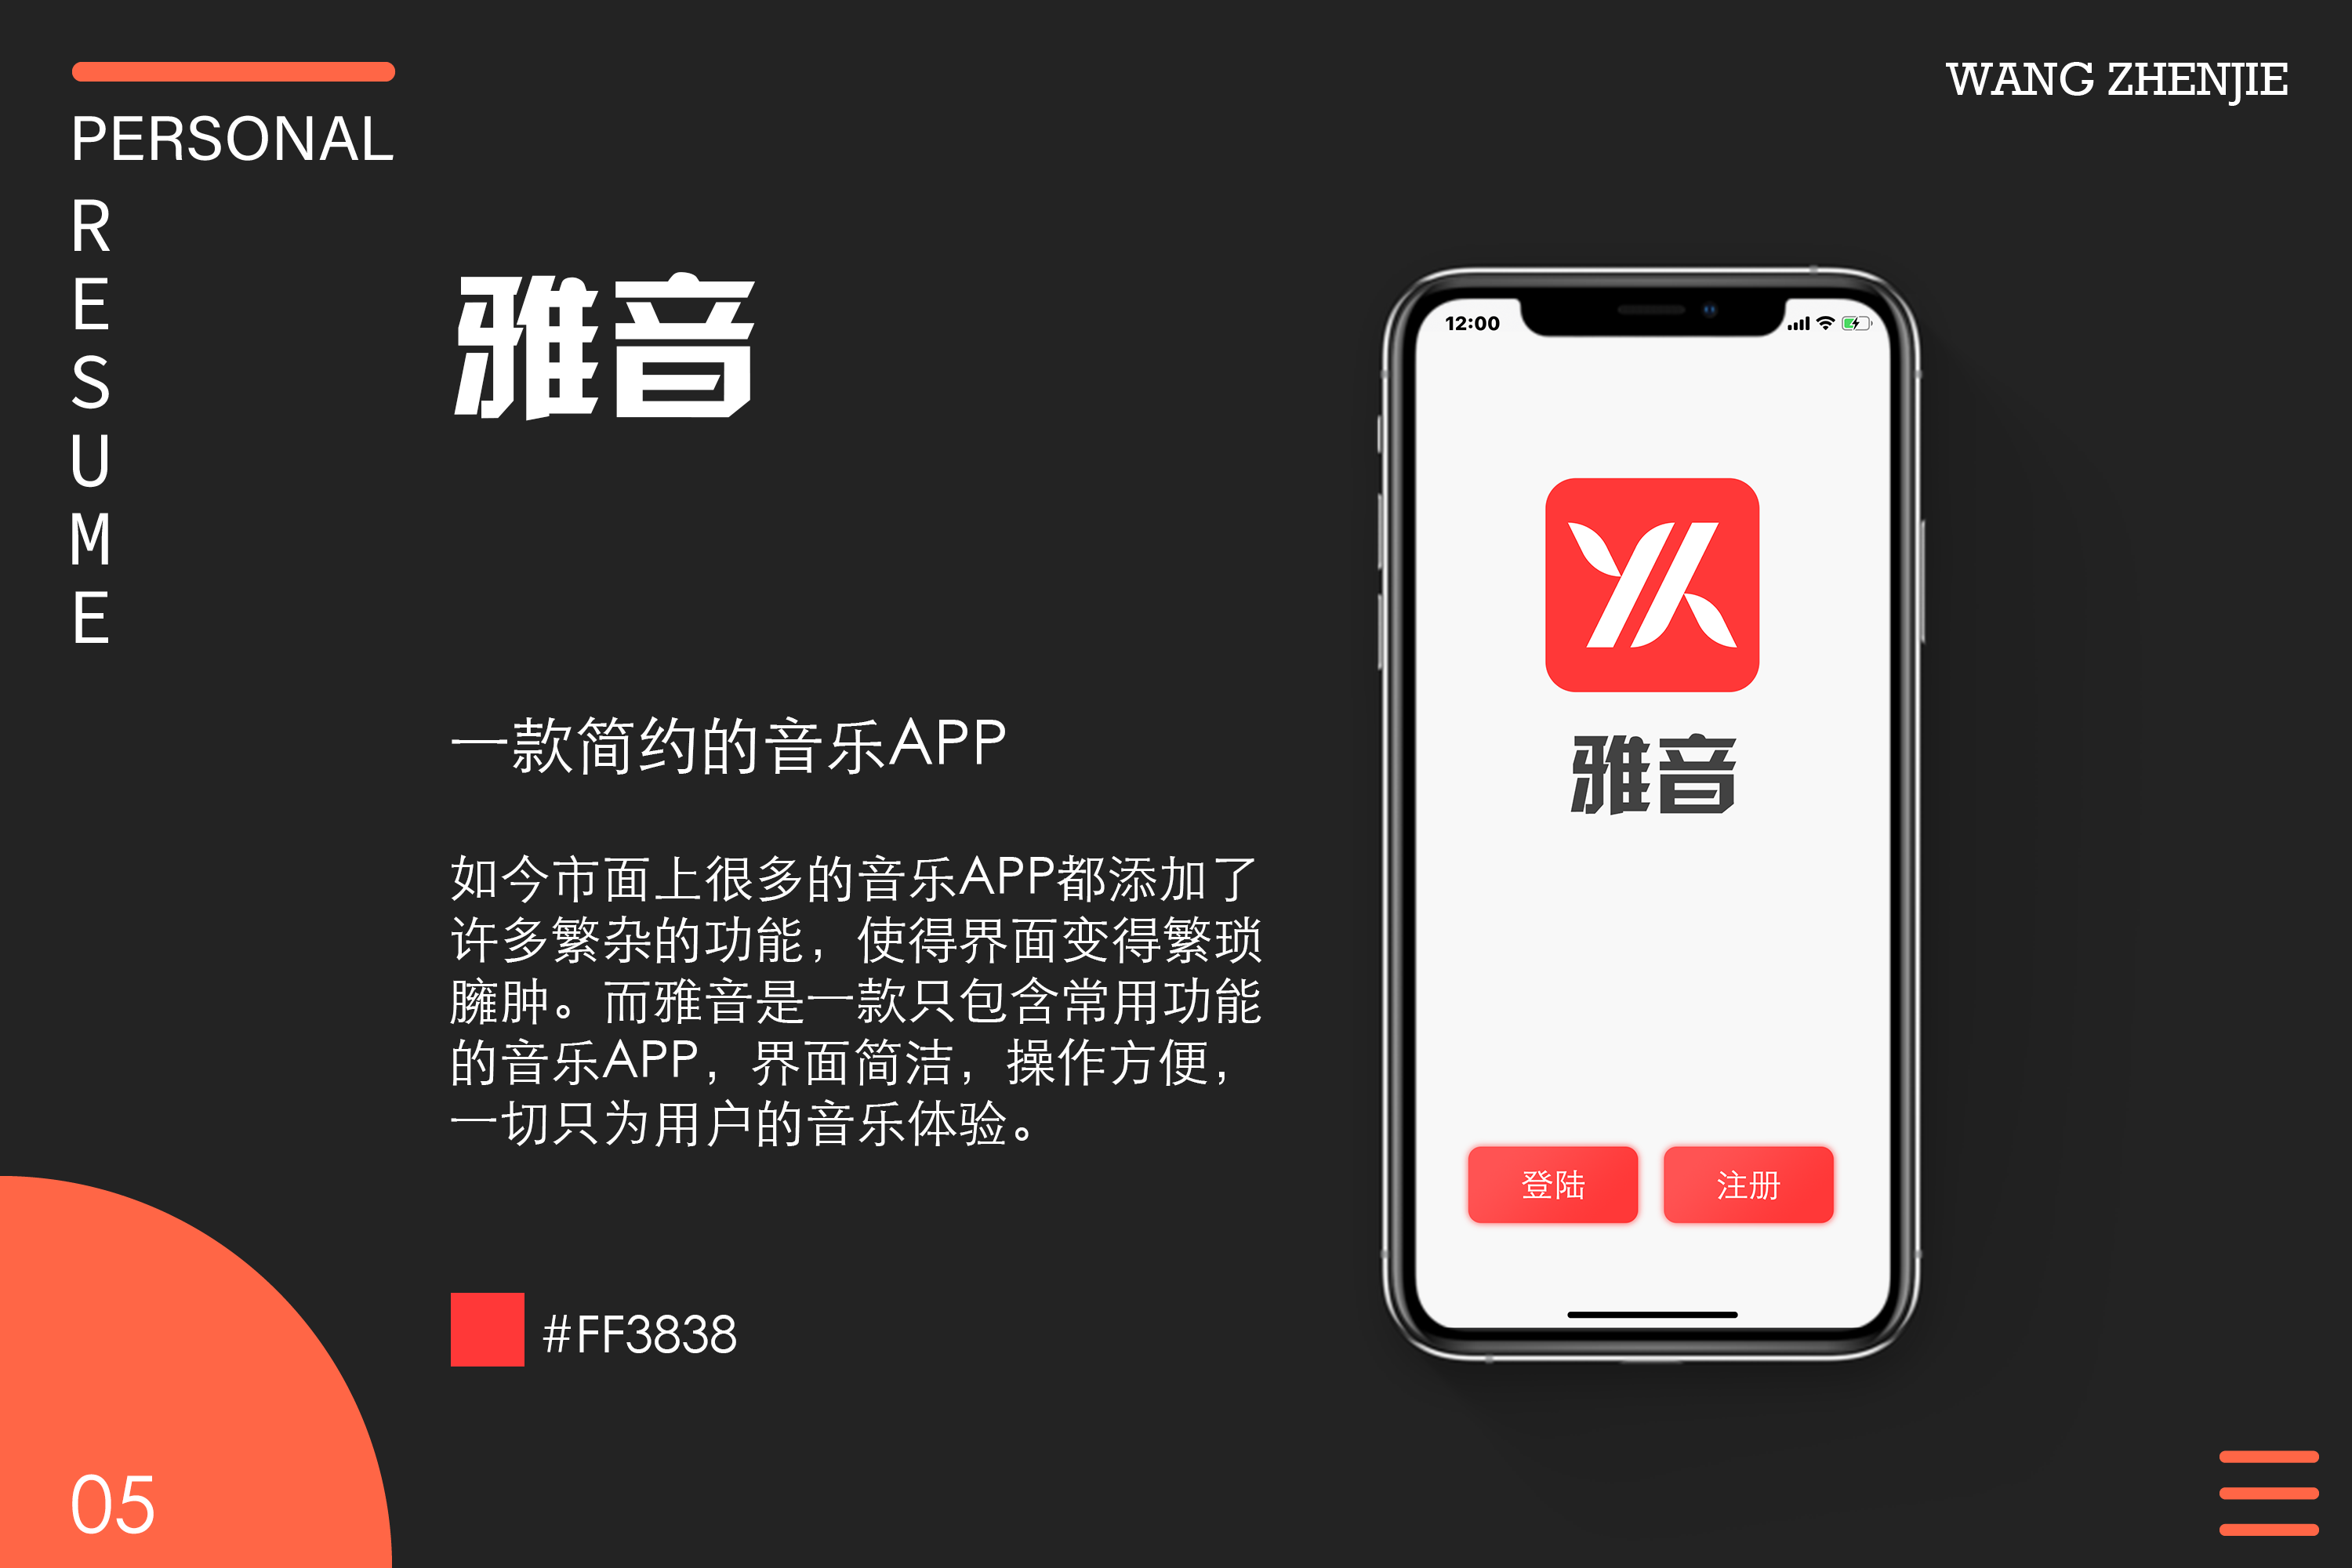 PERSONAL
RESUME
WANG ZHENJIE
雅音
一款简约的音乐APP
如今市面上很多的音乐APP都添加了
许多繁杂的功能，使得界面变得繁琐
臃肿。而雅音是一款只包含常用功能
的音乐APP，界面简洁，操作方便，
一切只为用户的音乐体验。
#FF3838
05
12:00
雅音
登陆
注册